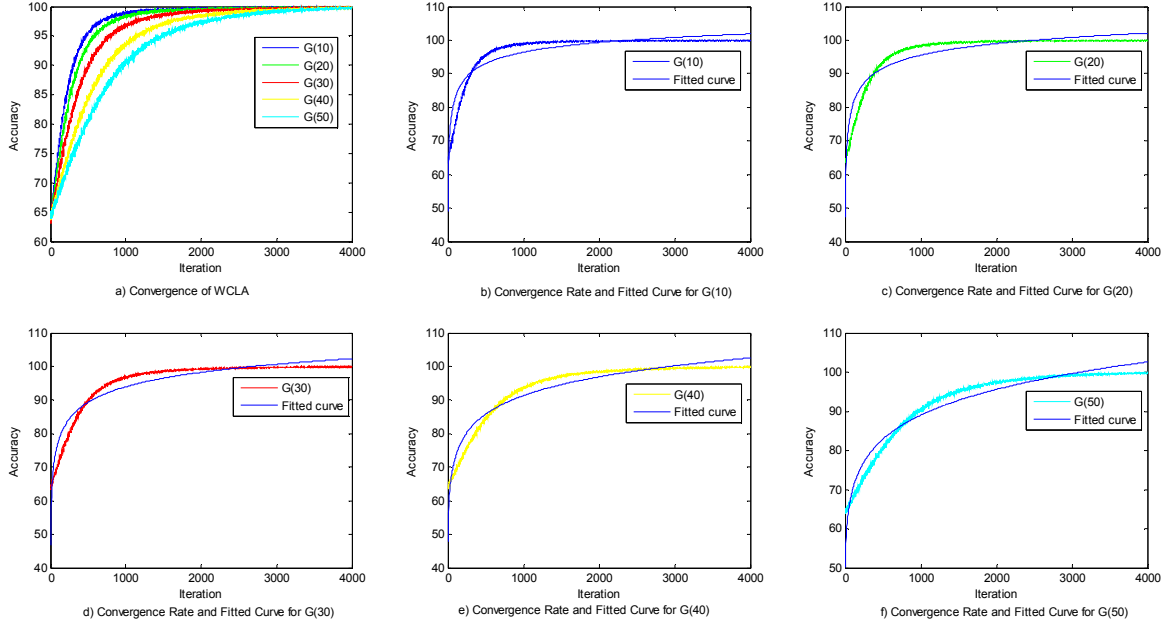 100
95
90
85
80
75
70
65
60
Accuracy
G(10)
G(20)
G(30)
G(40)
G(50)
0 1000 2000 3000 4000
Iteration
a) Convergence of WCLA
110
100
90
80
70
60
50
40
Accuracy
G(10)
Fitted curve
0 1000 2000 3000 4000
Iteration
b) Convergence Rate and Fitted Curve for G(10)
110
100
90
80
70
60
50
40
Accuracy
G(20)
Fitted curve
0 1000 2000 3000 4000
Iteration
c) Convergence Rate and Fitted Curve for G(20)
110
100
90
80
70
60
50
40
Accuracy
G(30)
Fitted curve
0 1000 2000 3000 4000
Iteration
d) Convergence Rate and Fitted Curve for G(30)
110
100
90
80
70
60
50
40
Accuracy
G(40)
Fitted curve
0 1000 2000 3000 4000
Iteration
e) Convergence Rate and Fitted Curve for G(40)
110
100
90
80
70
60
50
Accuracy
G(50)
Fitted curve
0 1000 2000 3000 4000
Iteration
f) Convergence Rate and Fitted Curve for G(50)